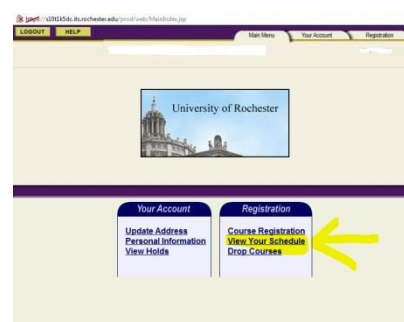 https://s10t1k5dc.its.rochester.edu/prod/web/MainIndex.jsp
LOGOUT HELP Main Menu Your Account Registration
University of Rochester
Your Account
Update Address
Personal Information
View Holds
Registration
Course Registration
View Your Schedule
Drop Courses